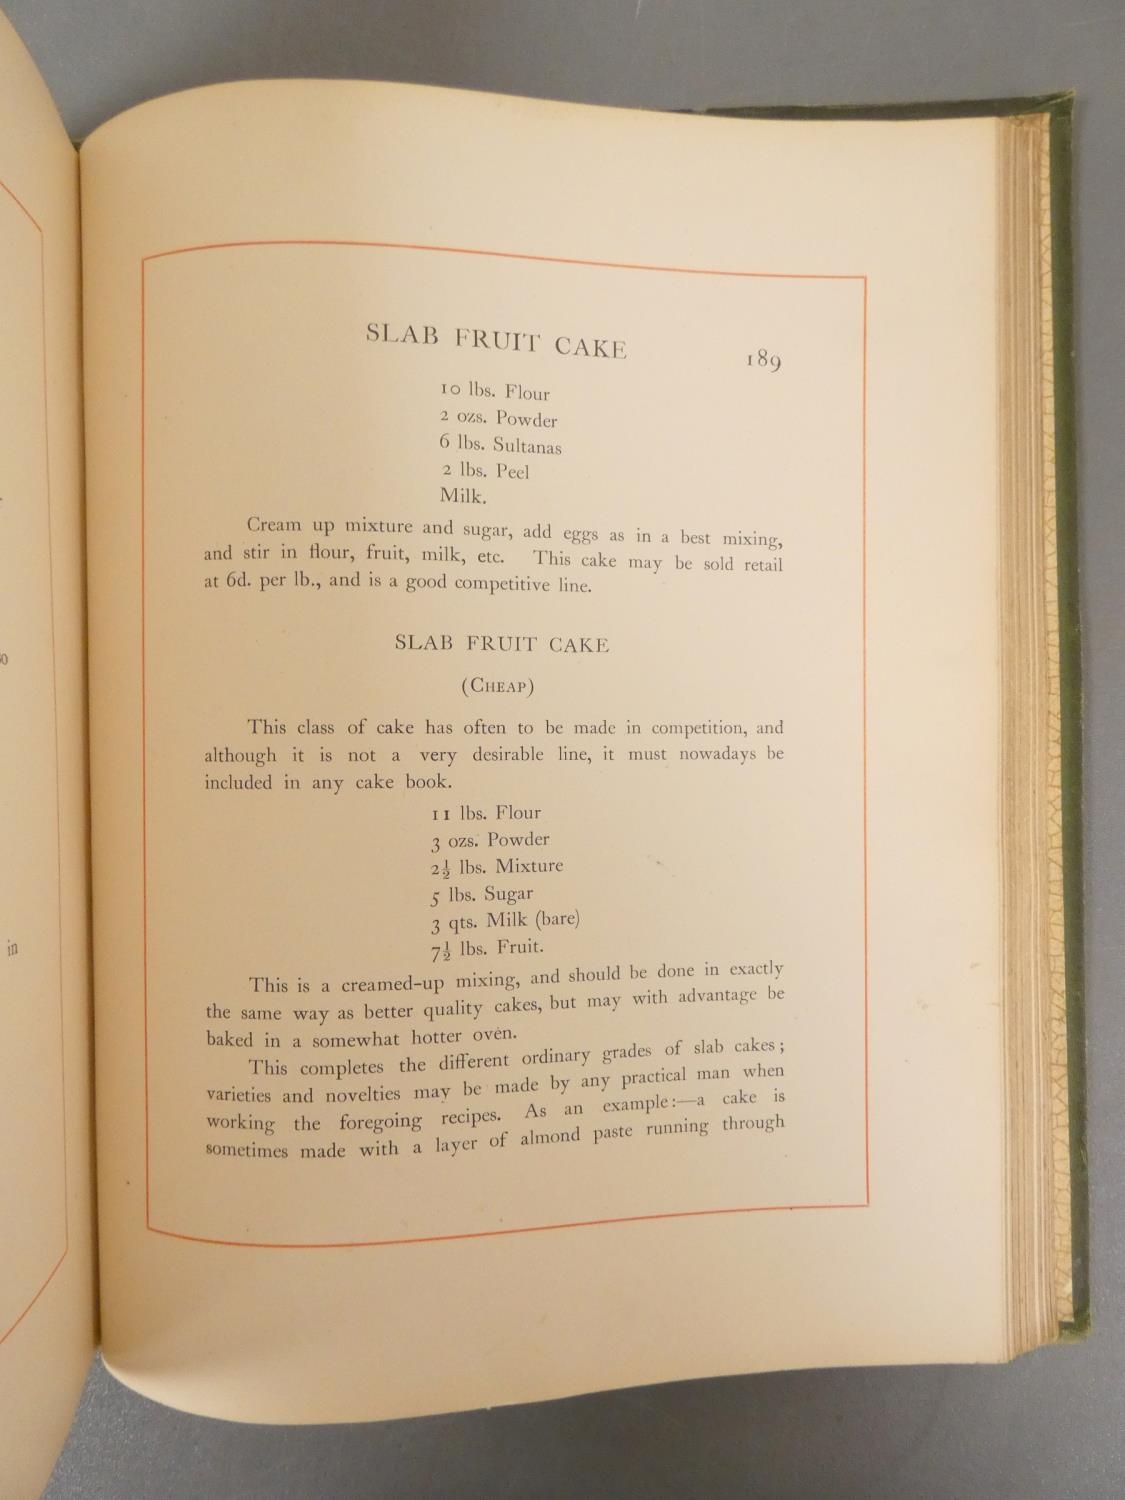 SLAB FRUIT CAKE
189
10 lbs. Flour
2 ozs. Powder
6 lbs. Sultanas
2 lbs. Peel
Milk.
Cream up mixture and sugar, add eggs as in a best mixing,
and stir in flour, fruit, milk, etc. This cake may be sold retail
at 6d. per lb., and is a good competitive line.
SLAB FRUIT CAKE
(CHEAP)
This class of cake has often to be made in competition, and
although it is not a very desirable line, it must nowadays be
included in any cake book.
11 lbs. Flour
3 ozs. Powder
2½ lbs. Mixture
5 lbs. Sugar
3 qts. Milk (bare)
7½ lbs. Fruit.
This is a creamed-up mixing, and should be done in exactly
the same way as better quality cakes, but may with advantage be
baked in a somewhat hotter oven.
This completes the different ordinary grades of slab cakes;
varieties and novelties may be made by any practical man when
working the foregoing recipes. As an example:—a cake is
sometimes made with a layer of almond paste running through
in